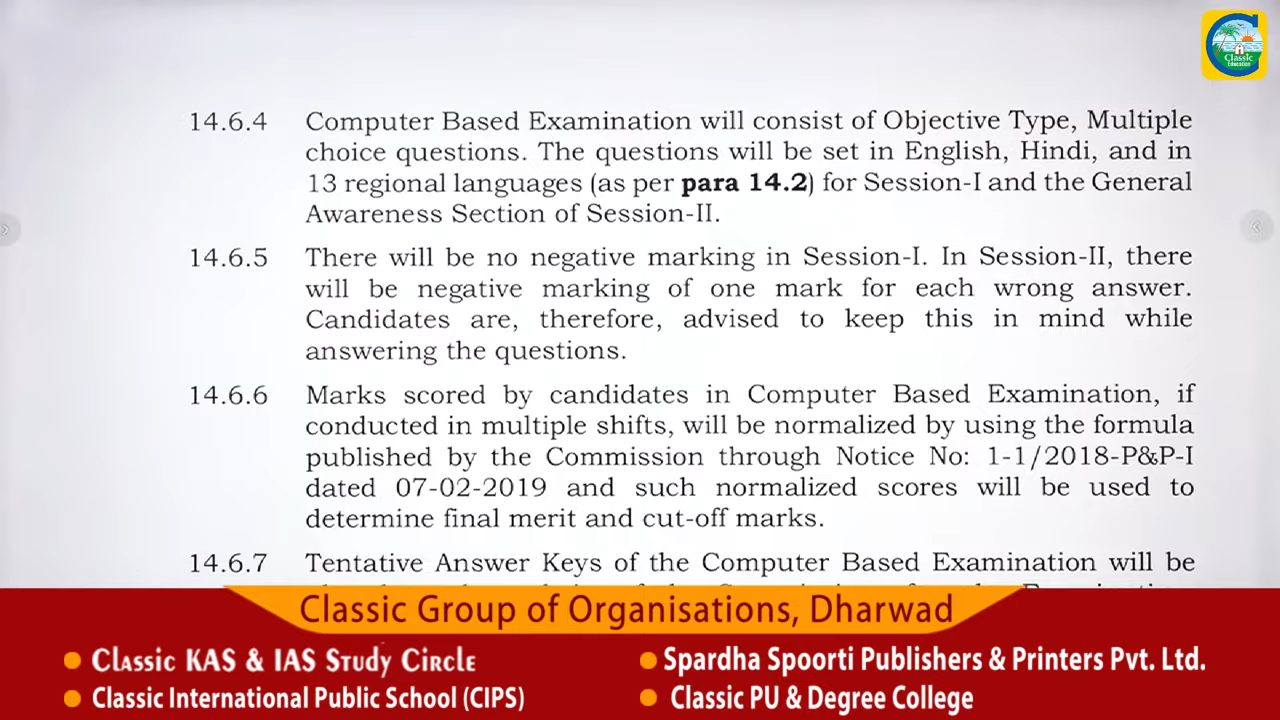 Classic
Education
14.6.4 Computer Based Examination will consist of Objective Type, Multiple
choice questions. The questions will be set in English, Hindi, and in
13 regional languages (as per para 14.2) for Session-I and the General
Awareness Section of Session-II.
14.6.5 There will be no negative marking in Session-I. In Session-II, there
will be negative marking of one mark for each wrong answer.
Candidates are, therefore, advised to keep this in mind while
answering the questions.
14.6.6 Marks scored by candidates in Computer Based Examination, if
conducted in multiple shifts, will be normalized by using the formula
published by the Commission through Notice No: 1-1/2018-P&P-I
dated 07-02-2019 and such normalized scores will be used to
determine final merit and cut-off marks.
14.6.7 Tentative Answer Keys of the Computer Based Examination will be
Classic Group of Organisations, Dharwad
Classic KAS & IAS Study Circle
Spardha Spoorti Publishers & Printers Pvt. Ltd.
Classic International Public School (CIPS)
Classic PU & Degree College